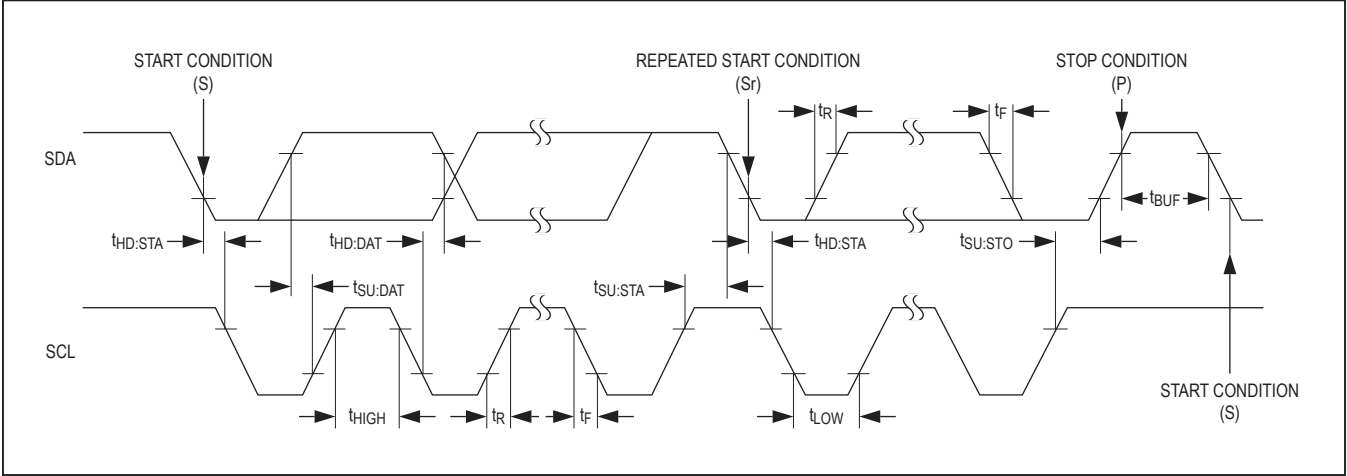 START CONDITION
(S)
REPEATED START CONDITION
(Sr)
STOP CONDITION
(P)
tR
tF
SDA
tBUF
tHD:STA
tHD:DAT
tHD:STA
tSU:STO
tSU:DAT
tSU:STA
SCL
tHIGH
tR
tF
tLOW
START CONDITION
(S)